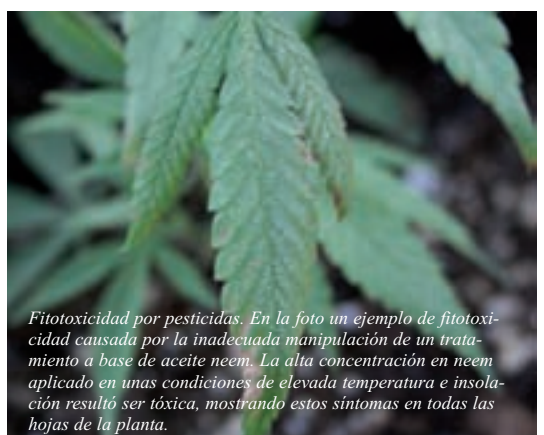 Fitotoxicidad por pesticidas. En la foto un ejemplo de fitotoxi-
cidad causada por la inadecuada manipulación de un trata-
miento a base de aceite neem. La alta concentración en neem
aplicado en unas condiciones de elevada temperatura e insola-
ción resultó ser tóxica, mostrando estos síntomas en todas las
hojas de la planta.